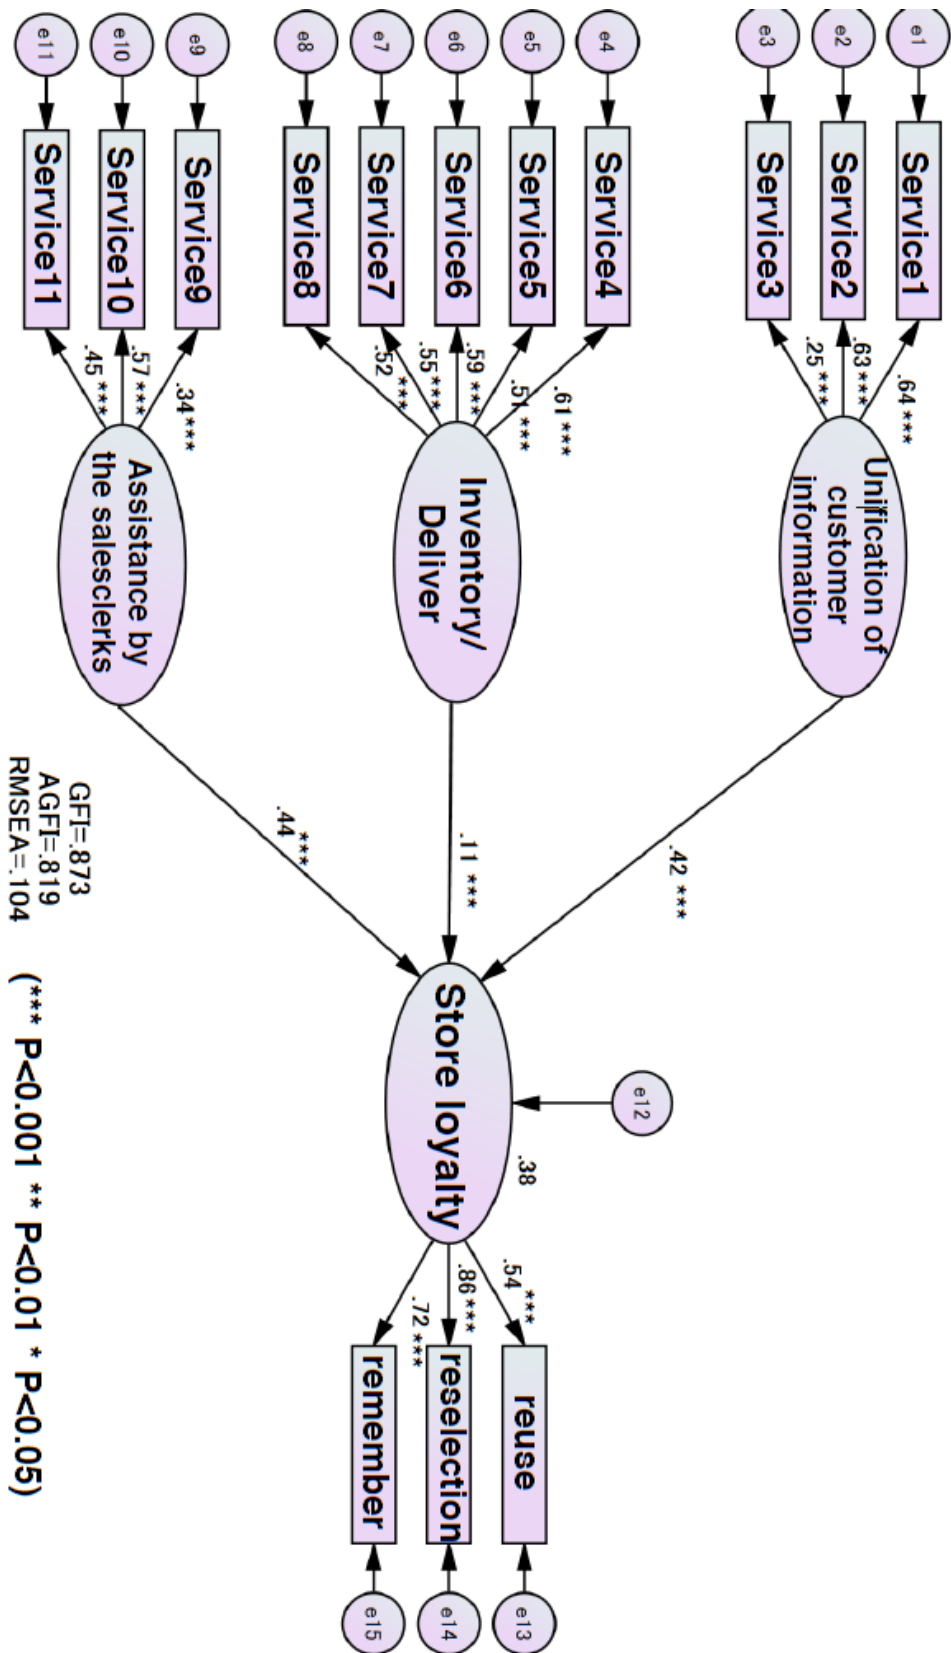 e1
Service1
.64 ***
e2
Service2
.63 ***
e3
Service3
.25 ***
Unification of
customer
information
.42 ***
e4
Service4
.61 ***
e5
Service5
.51 ***
e6
Service6
.59 ***
e7
Service7
.55 ***
e8
Service8
.52 ***
Inventory/
Deliver
.11 ***
e9
Service9
.34 ***
e10
Service10
.57 ***
e11
Service11
.45 ***
Assistance by
the salesclerks
.44 ***
e12
.38
Store loyalty
.54 ***
reuse
e13
.86 ***
reselection
e14
.72 ***
remember
e15
GFI=.873
AGFI=.819
RMSEA=.104
(*** P<0.001 ** P<0.01 * P<0.05)